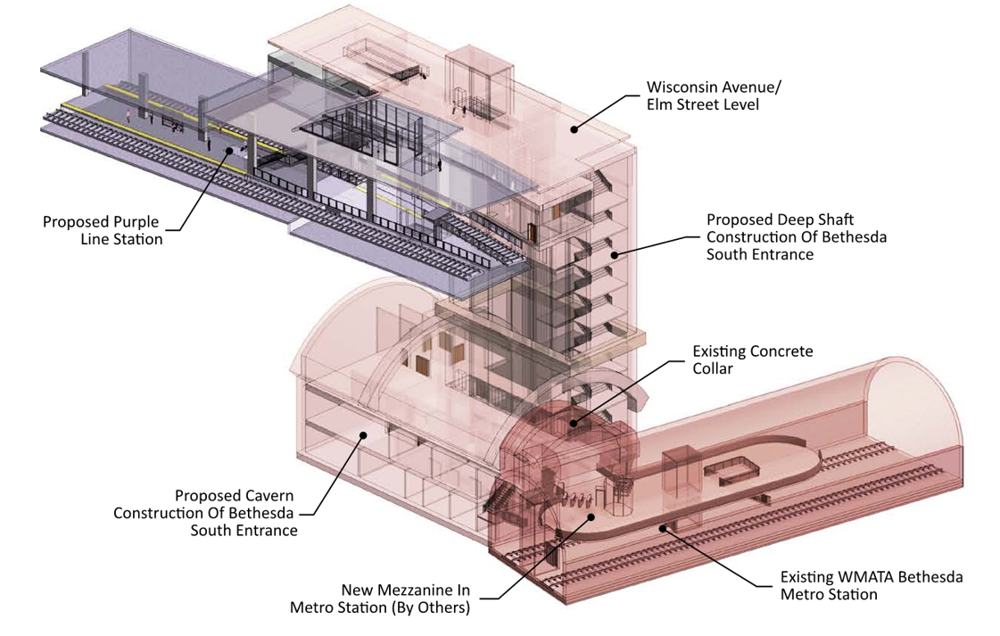 Wisconsin Avenue/
Elm Street Level
Proposed Purple
Line Station
Proposed Deep Shaft
Construction Of Bethesda
South Entrance
Existing Concrete
Collar
Proposed Cavern
Construction Of Bethesda
South Entrance
New Mezzanine In
Metro Station (By Others)
Existing WMATA Bethesda
Metro Station